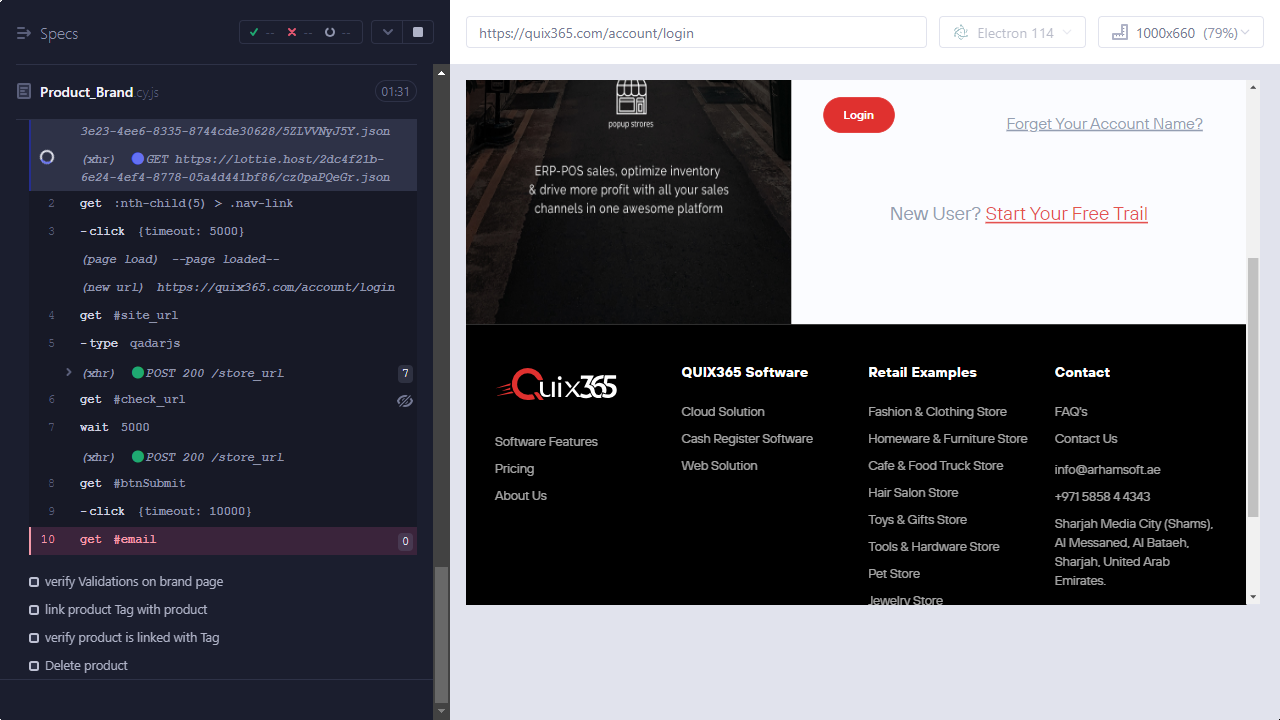 Specs
-- -- --
https://quix365.com/account/login
Electron 114
1000x660 (79%)
Product_Brand.cy.js
01:31
3e23-4ee6-8335-8744cde30628/5ZLVVNyJ5Y.json
(xhr) GET https://lottie.host/2dc4f21b-
6e24-4ef4-8778-05a4d441bf86/cz0paPQeGr.json
2 get :nth-child(5) > .nav-link
3 -click {timeout: 5000}
(page load) --page loaded--
(new url) https://quix365.com/account/login
4 get #site_url
5 -type qadarjs
(xhr) POST 200 /store_url 7
6 get #check_url
7 wait 5000
(xhr) POST 200 /store_url
8 get #btnSubmit
9 -click {timeout: 10000}
10 get #email 0
verify Validations on brand page
link product Tag with product
verify product is linked with Tag
Delete product
popup strores
ERP-POS sales, optimize inventory
& drive more profit with all your sales
channels in one awesome platform
Login
Forget Your Account Name?
New User? Start Your Free Trail
Quix365
Software Features
Pricing
About Us
QUIX365 Software
Cloud Solution
Cash Register Software
Web Solution
Retail Examples
Fashion & Clothing Store
Homeware & Furniture Store
Cafe & Food Truck Store
Hair Salon Store
Toys & Gifts Store
Tools & Hardware Store
Pet Store
Jewelry Store
Contact
FAQ's
Contact Us
info@arhamsoft.ae
+971 5858 4 4343
Sharjah Media City (Shams),
Al Messaned, Al Bataeh,
Sharjah, United Arab
Emirates.